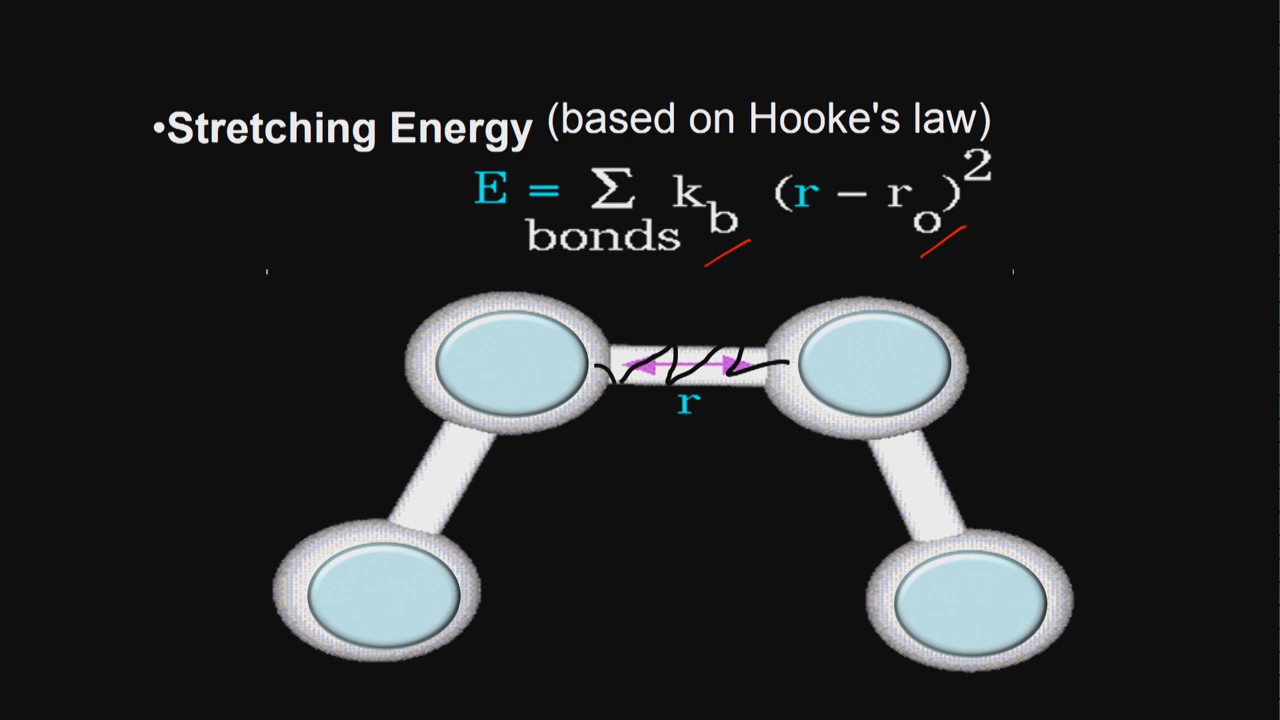 •Stretching Energy (based on Hooke's law)
E = Σ k_b (r − r_o)²
bonds
r